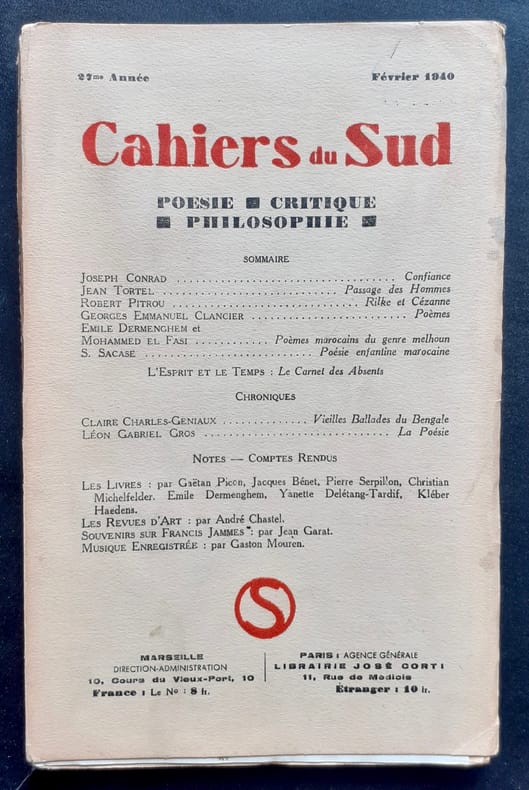 27me Année Février 1940
Cahiers du Sud
POESIE ■ CRITIQUE
■ PHILOSOPHIE ■
SOMMAIRE
JOSEPH CONRAD ................................... Confiance
JEAN TORTEL ............................ Passage des Hommes
ROBERT PITROU .............................. Rilke et Cézanne
GEORGES EMMANUEL CLANCIER .......................... Poèmes
EMILE DERMENGHEM et
MOHAMMED EL FASI ............ Poèmes marocains du genre melhoun
S. SACASE ........................... Poésie enfantine marocaine
L'ESPRIT ET LE TEMPS : Le Carnet des Absents
CHRONIQUES
CLAIRE CHARLES-GENIAUX .............. Vieilles Ballades du Bengale
LÉON GABRIEL GROS .............................. La Poésie
NOTES — COMPTES RENDUS
LES LIVRES : par Gaëtan Picon, Jacques Bénet, Pierre Serpillon, Christian
Michelfelder. Emile Dermenghem, Yanette Delétang-Tardif, Kléber
Haedens.
LES REVUES D'ART : par André Chastel.
SOUVENIRS SUR FRANCIS JAMMES : par Jean Garat.
MUSIQUE ENREGISTRÉE : par Gaston Mouren.
S
MARSEILLE
DIRECTION-ADMINISTRATION
10, Cours du Vieux-Port, 10
France : Le No : 8 fr.
PARIS : AGENCE GÉNÉRALE
LIBRAIRIE JOSÉ CORTI
11, Rue de Médicis
Étranger : 10 fr.